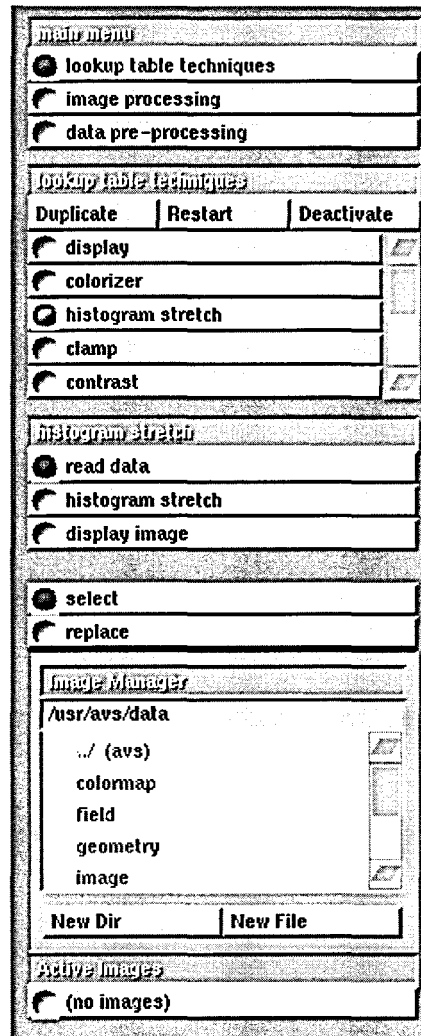 main menu
lookup table techniques
image processing
data pre-processing
lookup table techniques
Duplicate Restart Deactivate
display
colorizer
histogram stretch
clamp
contrast
histogram stretch
read data
histogram stretch
display image
select
replace
Image Manager
/usr/avs/data
../ (avs)
colormap
field
geometry
image
New Dir New File
Active Images
(no images)